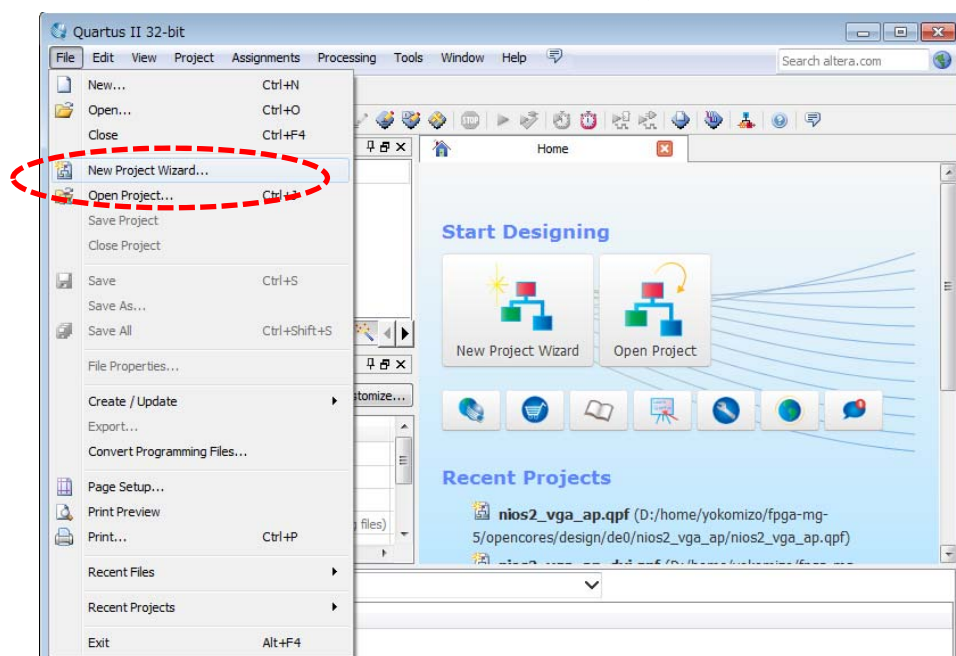 Quartus II 32-bit
File Edit View Project Assignments Processing Tools Window Help
Search altera.com
New... Ctrl+N
Open... Ctrl+O
Close Ctrl+F4
STOP
Home
New Project Wizard...
Open Project...
Save Project
Close Project
Save Ctrl+S
Save As...
Save All Ctrl+Shift+S
File Properties...
Create / Update
Export...
Convert Programming Files...
Page Setup...
Print Preview
Print... Ctrl+P
Recent Files
Recent Projects
Exit Alt+F4
tomize...
files)
Start Designing
New Project Wizard Open Project
Recent Projects
nios2_vga_ap.qpf (D:/home/yokomizo/fpga-mg-
5/opencores/design/de0/nios2_vga_ap/nios2_vga_ap.qpf)